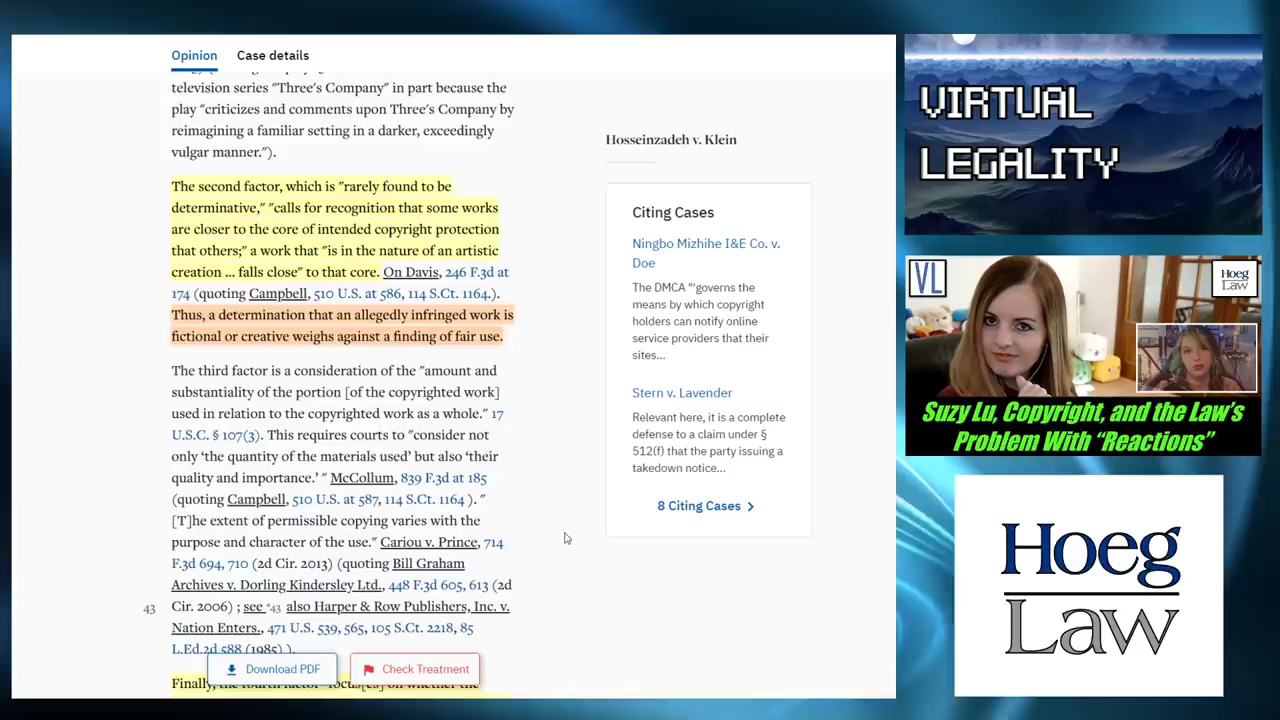 Opinion
Case details
television series "Three's Company" in part because the
play "criticizes and comments upon Three's Company by
reimagining a familiar setting in a darker, exceedingly
vulgar manner.").
The second factor, which is "rarely found to be
determinative," "calls for recognition that some works
are closer to the core of intended copyright protection
that others;" a work that "is in the nature of an artistic
creation ... falls close" to that core. On Davis, 246 F.3d at
174 (quoting Campbell, 510 U.S. at 586, 114 S.Ct. 1164.).
Thus, a determination that an allegedly infringed work is
fictional or creative weighs against a finding of fair use.
The third factor is a consideration of the "amount and
substantiality of the portion [of the copyrighted work]
used in relation to the copyrighted work as a whole." 17
U.S.C. § 107(3). This requires courts to "consider not
only 'the quantity of the materials used' but also 'their
quality and importance.' " McCollum, 839 F.3d at 185
(quoting Campbell, 510 U.S. at 587, 114 S.Ct. 1164 ). "
[T]he extent of permissible copying varies with the
purpose and character of the use." Cariou v. Prince, 714
F.3d 694, 710 (2d Cir. 2013) (quoting Bill Graham
Archives v. Dorling Kindersley Ltd., 448 F.3d 605, 613 (2d
43 Cir. 2006) ; see *43 also Harper & Row Publishers, Inc. v.
Nation Enters., 471 U.S. 539, 565, 105 S.Ct. 2218, 85
L.Ed.2d 588 (1985) ).
Download PDF
Check Treatment
Finally, the fourth factor "focus[es] on whether the
Hosseinzadeh v. Klein
Citing Cases
Ningbo Mizhihe I&E Co. v.
Doe
The DMCA "'governs the
means by which copyright
holders can notify online
service providers that their
sites...
Stern v. Lavender
Relevant here, it is a complete
defense to a claim under §
512(f) that the party issuing a
takedown notice...
8 Citing Cases
VIRTUAL
LEGALITY
VL
Hoeg
Law
Suzy Lu, Copyright, and the Law's
Problem With "Reactions"
Hoeg
Law